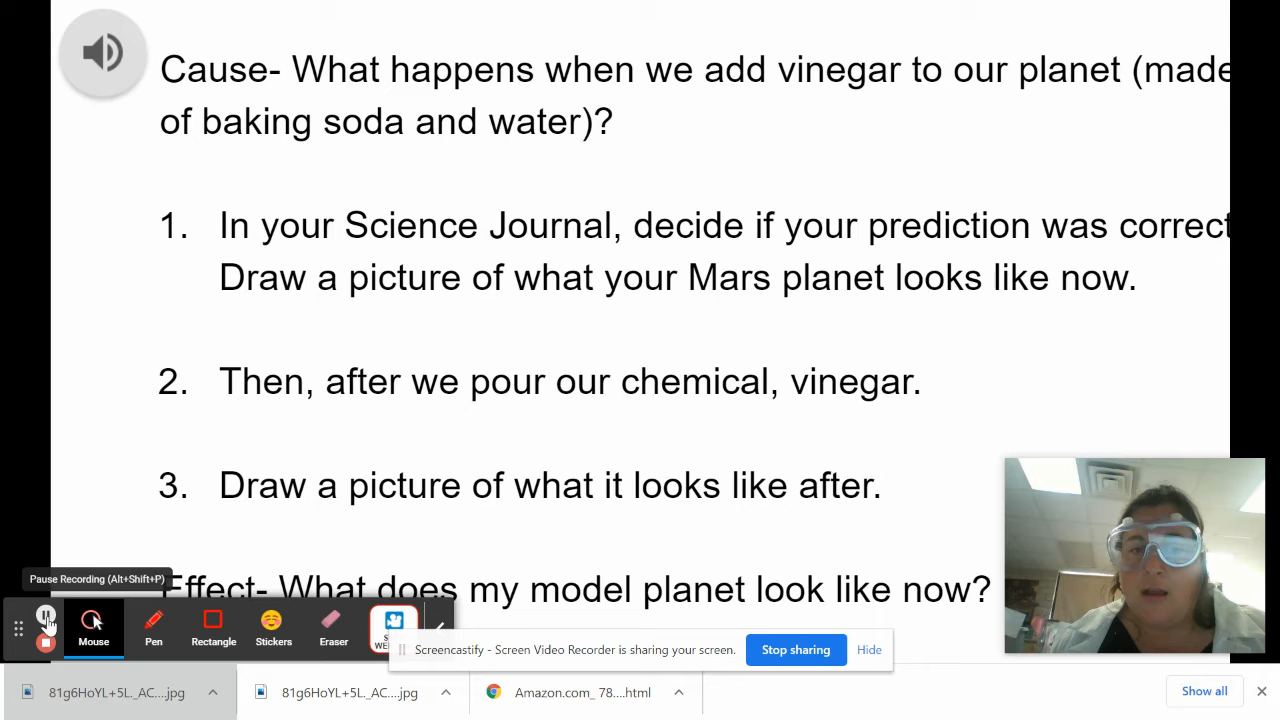 Cause- What happens when we add vinegar to our planet (made
of baking soda and water)?
1. In your Science Journal, decide if your prediction was correct
Draw a picture of what your Mars planet looks like now.
2. Then, after we pour our chemical, vinegar.
3. Draw a picture of what it looks like after.
Effect- What does my model planet look like now?
Pause Recording (Alt+Shift+P)
Mouse
Pen
Rectangle
Stickers
Eraser
Screencastify - Screen Video Recorder is sharing your screen.
Stop sharing
Hide
81g6HoYL+5L._AC....jpg
81g6HoYL+5L._AC....jpg
Amazon.com_ 78....html
Show all